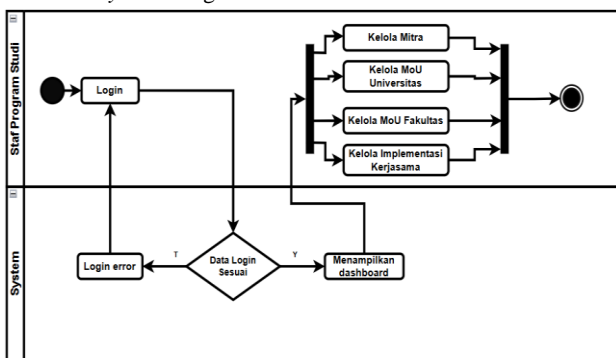 Staf Program Studi
Login
Kelola Mitra
Kelola MoU
Universitas
Kelola MoU Fakultas
Kelola Implementasi
Kerjasama
System
Login error
T
Data Login
Sesuai
Y
Menampilkan
dashboard